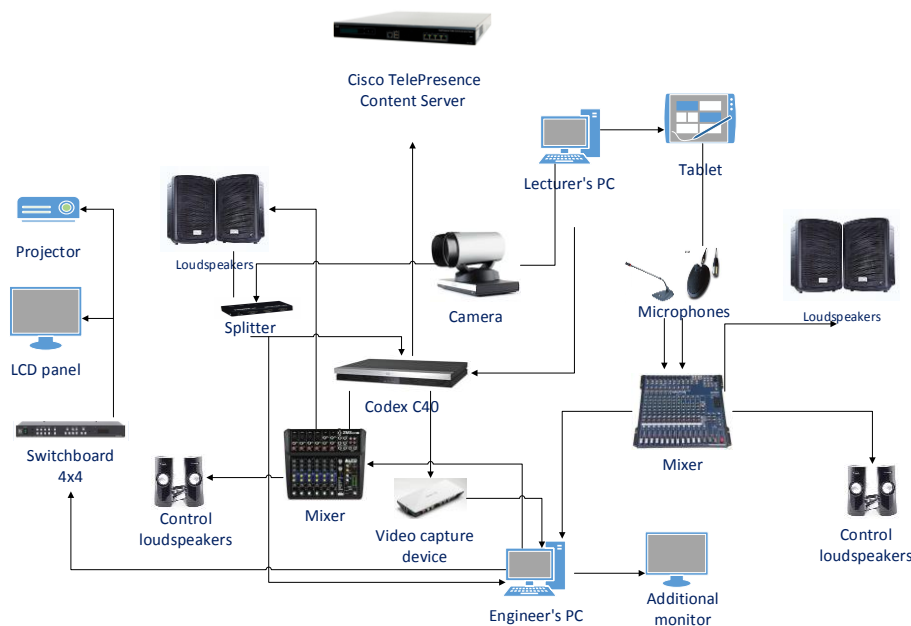 Cisco TelePresence
Content Server
Lecturer's PC
Tablet
Projector
Loudspeakers
Splitter
Camera
Microphones
Loudspeakers
LCD panel
Codex C40
Switchboard
4x4
Mixer
Control
loudspeakers
Mixer
Video capture
device
Control
loudspeakers
Engineer's PC
Additional
monitor